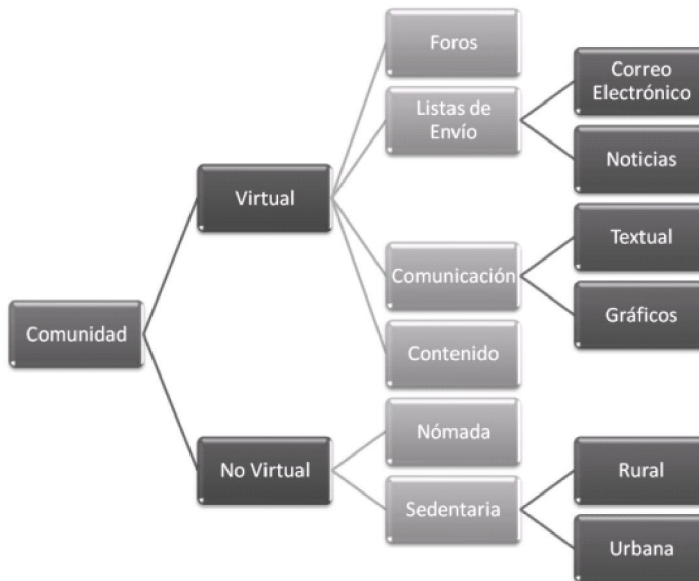 Foros
Correo
Electrónico
Listas de
Envío
Noticias
Virtual
Textual
Comunicación
Gráficos
Comunidad
Contenido
Nómada
No Virtual
Rural
Sedentaria
Urbana